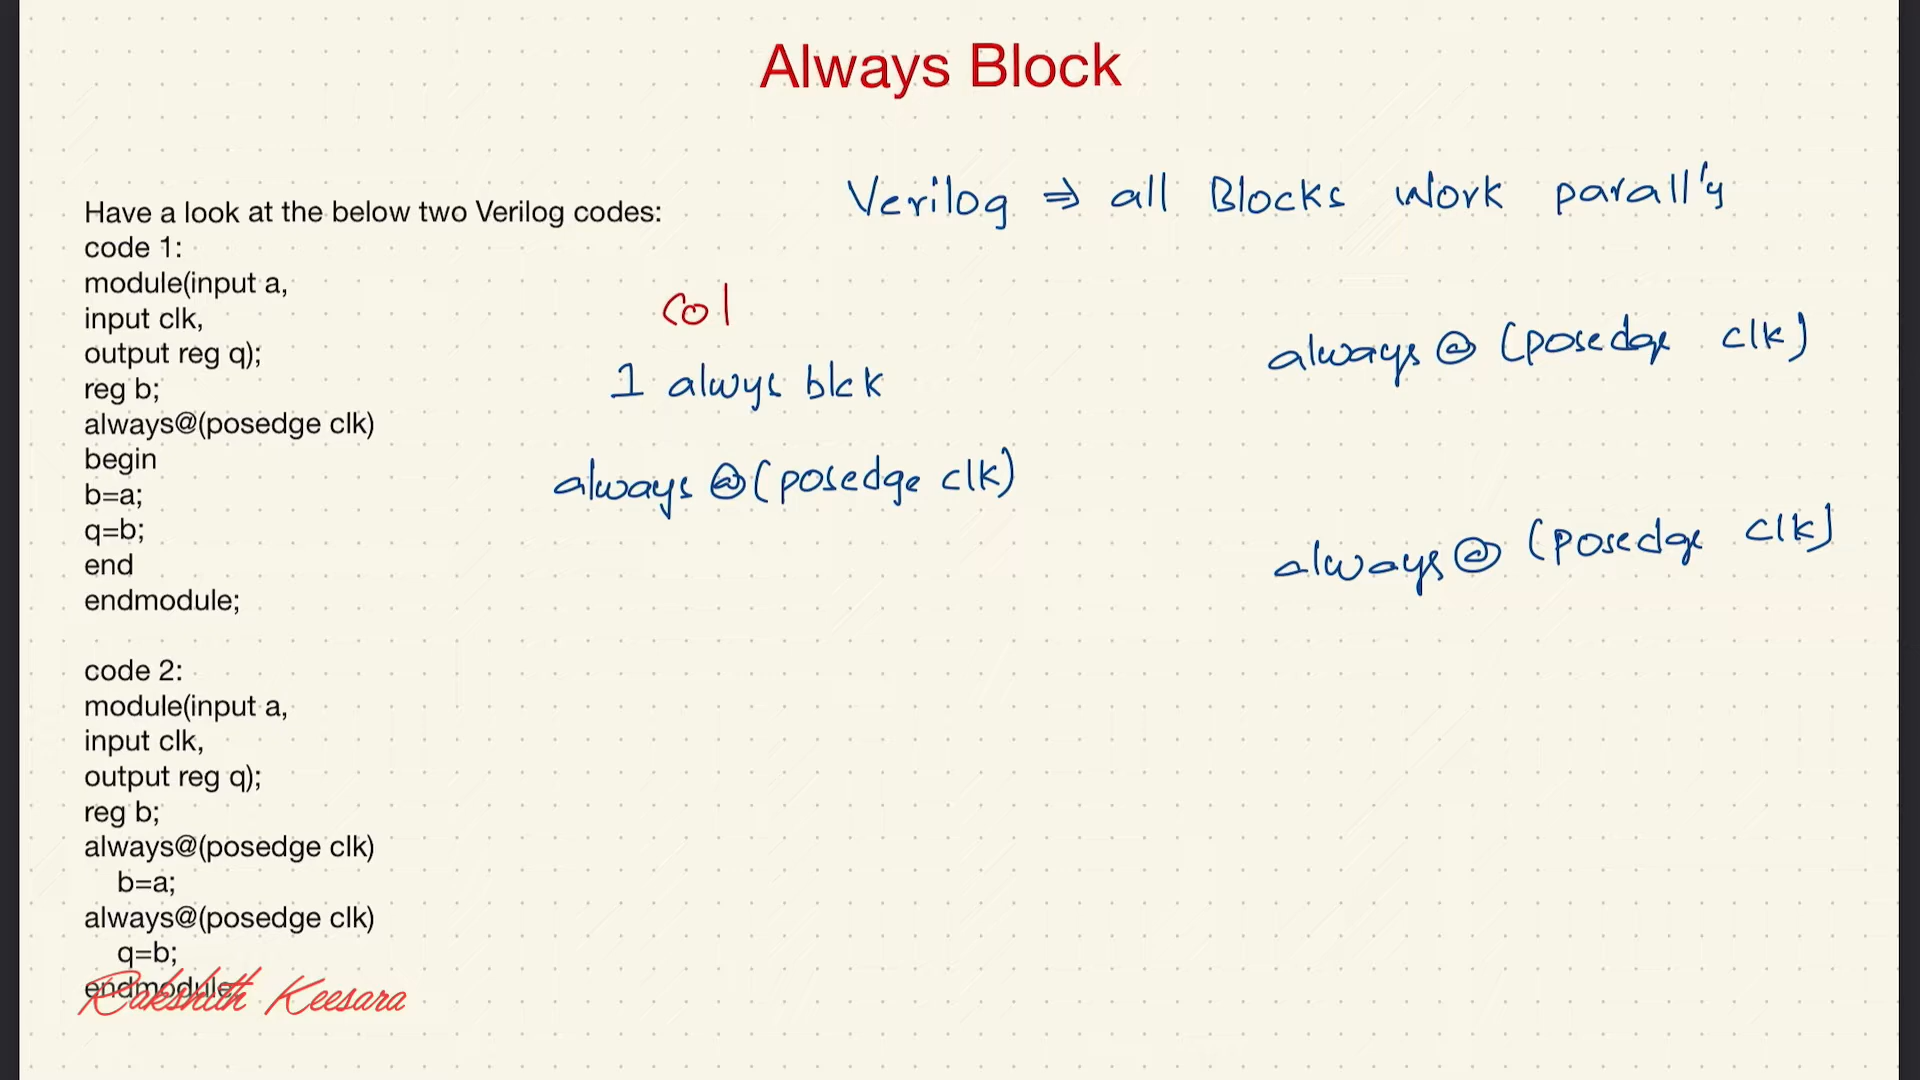 Always Block
Verilog ⇒ all Blocks Work parall'y
Have a look at the below two Verilog codes:
code 1:
module(input a,
input clk,
output reg q);
reg b;
always@(posedge clk)
begin
b=a;
q=b;
end
endmodule;
co1
1 alwys blck
always @(posedge clk)
always @ (posedge clk)
always @ (posedge clk)
code 2:
module(input a,
input clk,
output reg q);
reg b;
always@(posedge clk)
b=a;
always@(posedge clk)
q=b;
endmodule
Rakshith Keesara